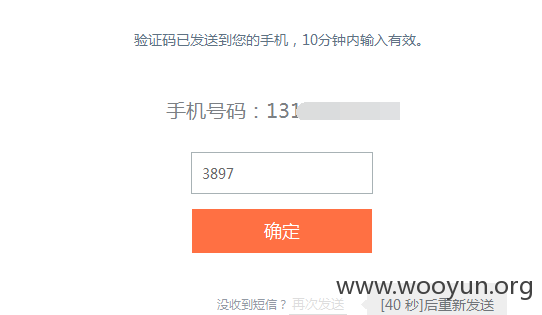 验证码已发送到您的手机，10分钟内输入有效。
手机号码：131
3897
确定
www.wooyun.org
没收到短信？再次发送 [40 秒]后重新发送